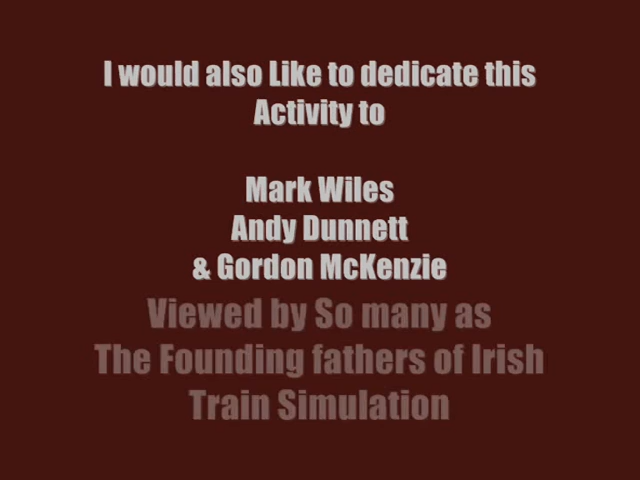 I would also Like to dedicate this
Activity to
Mark Wiles
Andy Dunnett
& Gordon McKenzie
Viewed by So many as
The Founding fathers of Irish
Train Simulation